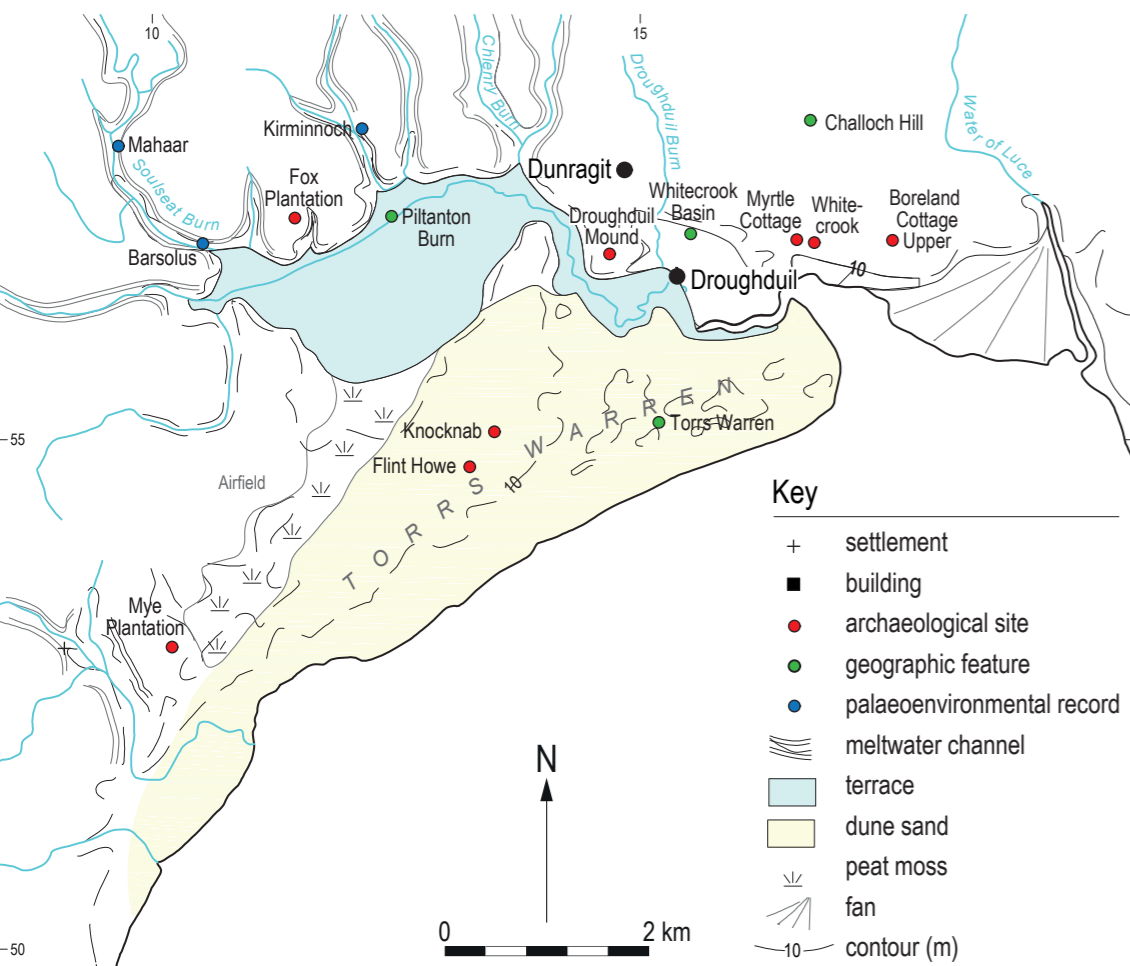 10
15
Chlenry Burn
Droughduil Burn
Water of Luce
Challoch Hill
Kirminnoch
Mahaar
Soulseat Burn
Fox
Plantation
Dunragit
Whitecrook
Basin
Myrtle
Cottage
White-
crook
Boreland
Cottage
Upper
Piltanton
Burn
Droughduil
Mound
Barsolus
Droughduil
10
55
Knocknab
TORRS WARREN
Torrs Warren
Flint Howe
10
Airfield
Mye
Plantation
50
N
0 2 km
Key
settlement
building
archaeological site
geographic feature
palaeoenvironmental record
meltwater channel
terrace
dune sand
peat moss
fan
10 contour (m)